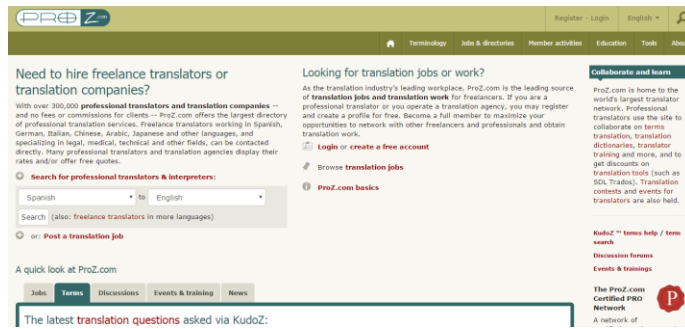 PROZ.com
Register - Login English
Terminology Jobs & directories Member activities Education Tools Abou
Need to hire freelance translators or
translation companies?
With over 300,000 professional translators and translation companies --
and no fees or commissions for clients -- ProZ.com offers the largest directory
of professional translation services. Freelance translators working in Spanish,
German, Italian, Chinese, Arabic, Japanese and other languages, and
specializing in legal, medical, technical and other fields, can be contacted
directly. Many professional translators and translation agencies display their
rates and/or offer free quotes.
Search for professional translators & interpreters:
Spanish to English
Search (also: freelance translators in more languages)
or: Post a translation job
Looking for translation jobs or work?
As the translation industry's leading workplace, ProZ.com is the leading source
of translation jobs and translation work for freelancers. If you are a
professional translator or you operate a translation agency, you may register
and create a profile for free. Become a full member to maximize your
opportunities to network with other freelancers and professionals and obtain
translation work.
Login or create a free account
Browse translation jobs
ProZ.com basics
Collaborate and learn
ProZ.com is home to the
world's largest translator
network. Professional
translators use the site to
collaborate on terms
translation, translation
dictionaries, translator
training and more, and to
get discounts on
translation tools (such as
SDL Trados). Translation
contests and events for
translators are also held.
KudoZ ™ terms help / term
search
Discussion forums
Events & trainings
The ProZ.com
Certified PRO
Network
P
A network of
A quick look at ProZ.com
Jobs Terms Discussions Events & training News
The latest translation questions asked via KudoZ: